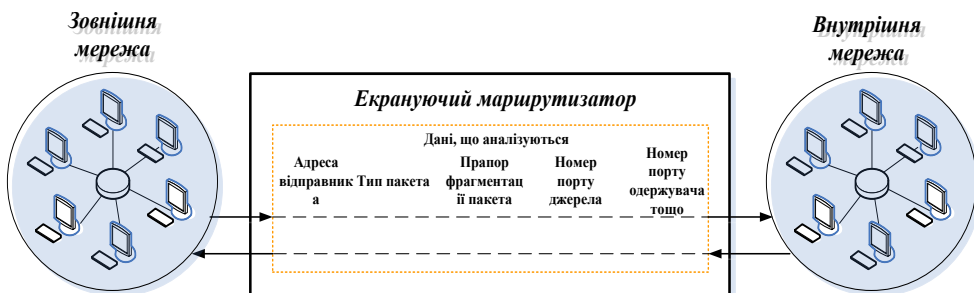 Зовнішня
мережа
Внутрішня
мережа
Екрануючий маршрутизатор
Дані, що аналізуються
Адреса
відправник
а
Тип пакета
Прапор
фрагментац
ії пакета
Номер
порту
джерела
Номер
порту
одержувача
тощо